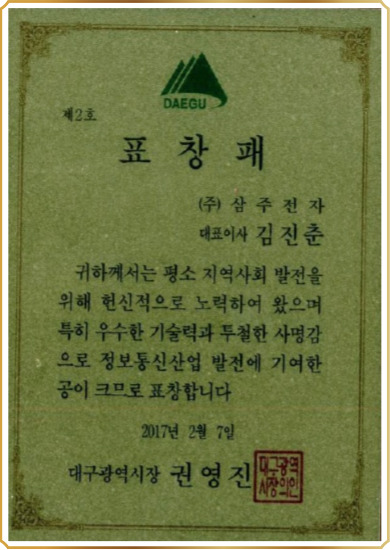 DAEGU
제2호
표 창 패
(주) 삼 주 전 자
대표이사 김진춘
귀하께서는 평소 지역사회 발전을
위해 헌신적으로 노력하여 왔으며
특히 우수한 기술력과 투철한 사명감
으로 정보통신산업 발전에 기여한
공이 크므로 표창합니다
2017년 2월 7일
대구광역시장 권영진
대구광역
시장의인